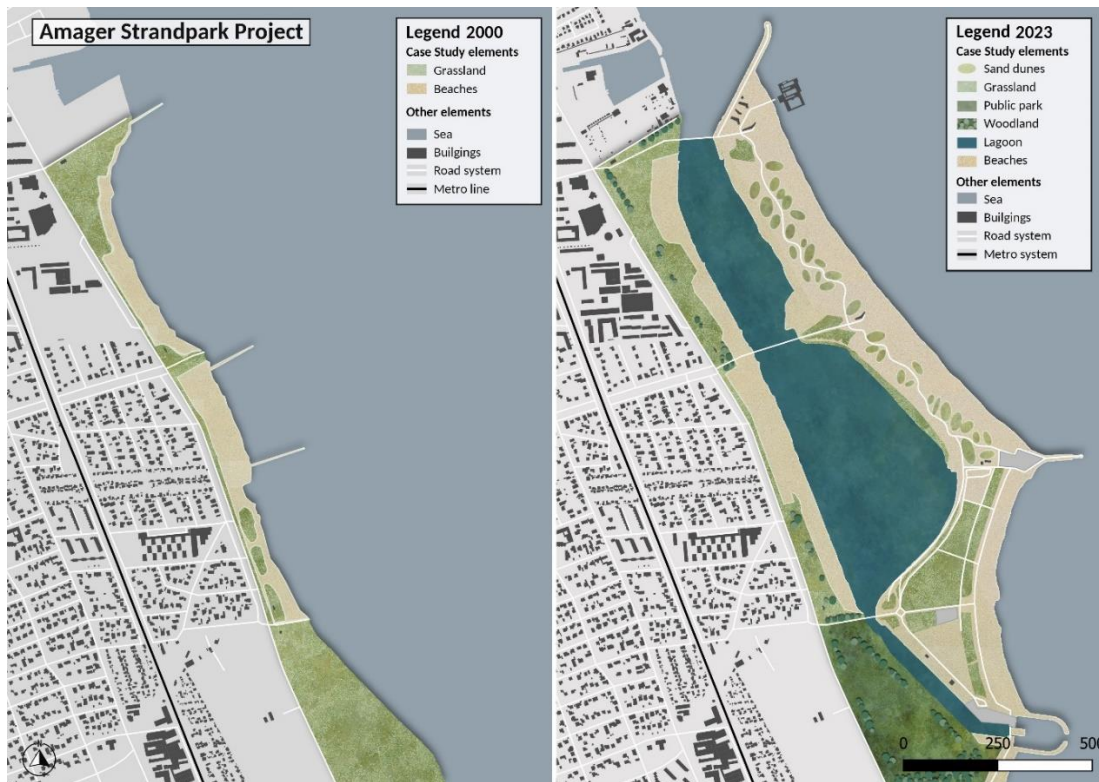 Amager Strandpark Project
Legend 2000
Case Study elements
Grassland
Beaches
Other elements
Sea
Builgings
Road system
Metro line
Legend 2023
Case Study elements
Sand dunes
Grassland
Public park
Woodland
Lagoon
Beaches
Other elements
Sea
Builgings
Road system
Metro system
0 250 500